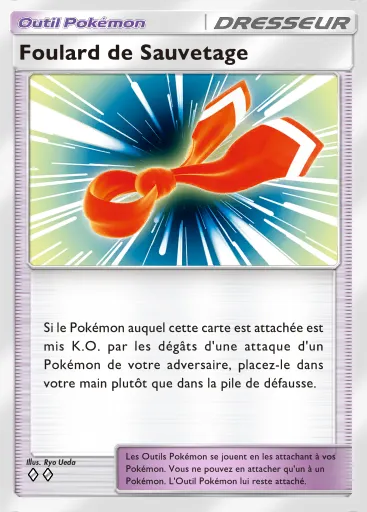 Outil Pokémon
DRESSEUR
Foulard de Sauvetage
Si le Pokémon auquel cette carte est attachée est
mis K.O. par les dégâts d'une attaque d'un
Pokémon de votre adversaire, placez-le dans
votre main plutôt que dans la pile de défausse.
Illus. Ryo Ueda
Les Outils Pokémon se jouent en les attachant à vos
Pokémon. Vous ne pouvez en attacher qu'un à un
Pokémon. L'Outil Pokémon lui reste attaché.